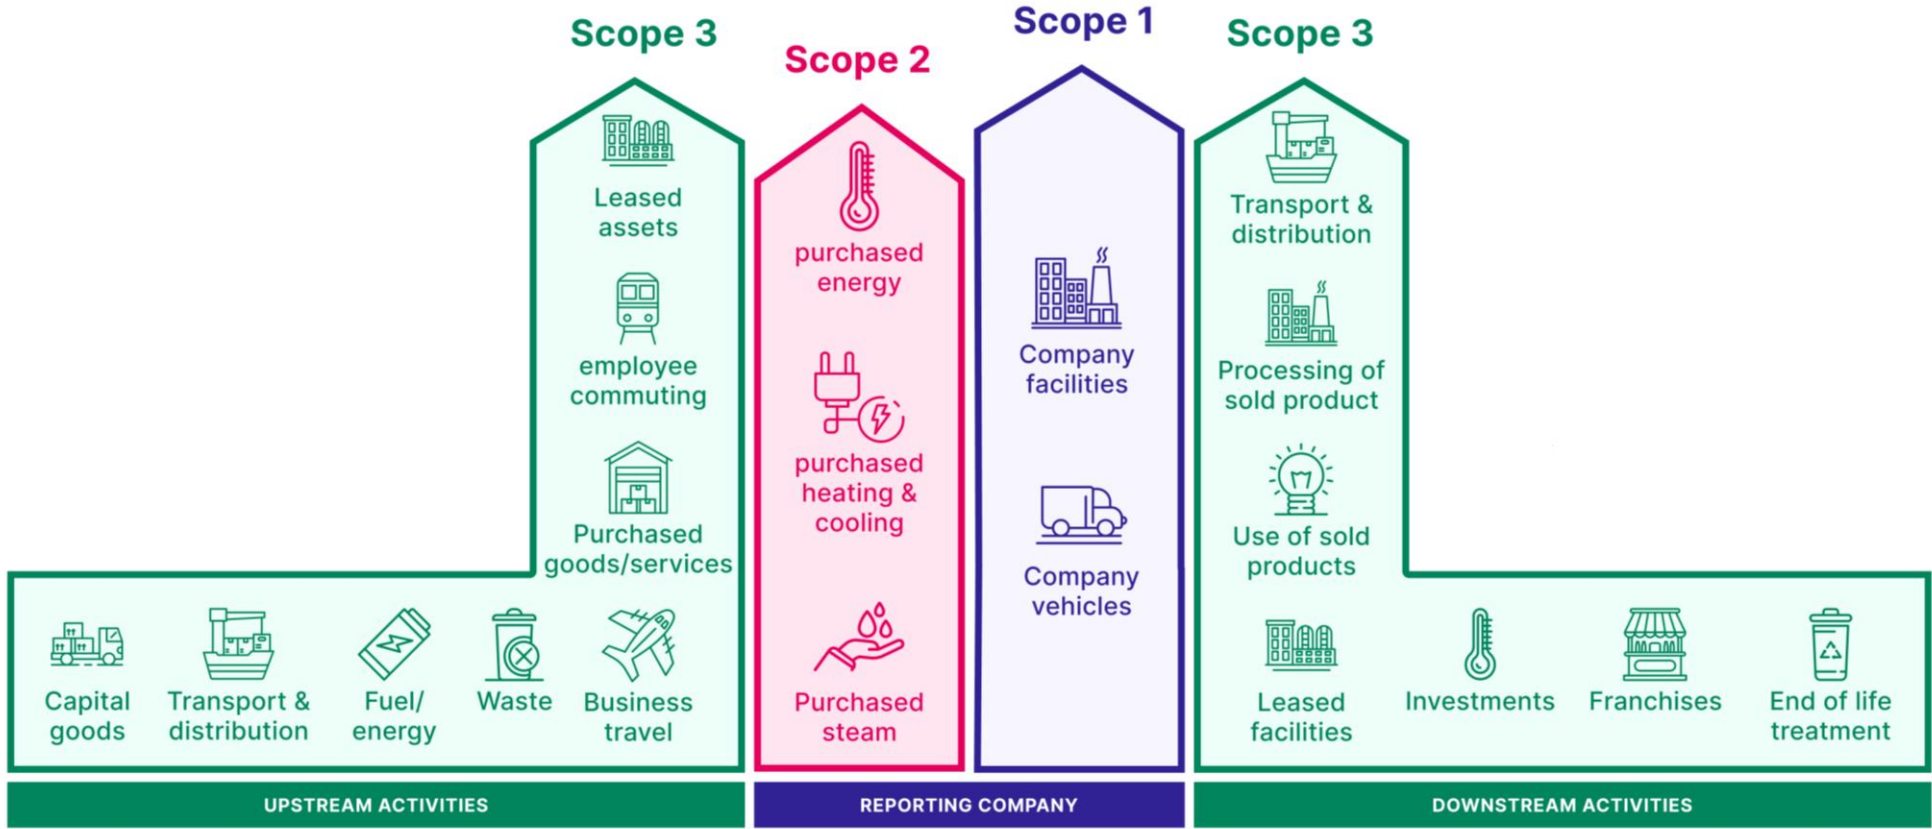 Scope 3
Leased
assets
employee
commuting
Purchased
goods/services
Capital
goods
Transport &
distribution
Fuel/
energy
Waste
Business
travel
UPSTREAM ACTIVITIES
Scope 2
purchased
energy
purchased
heating &
cooling
Purchased
steam
Scope 1
Company
facilities
Company
vehicles
REPORTING COMPANY
Scope 3
Transport &
distribution
Processing of
sold product
Use of sold
products
Leased
facilities
Investments
Franchises
End of life
treatment
DOWNSTREAM ACTIVITIES